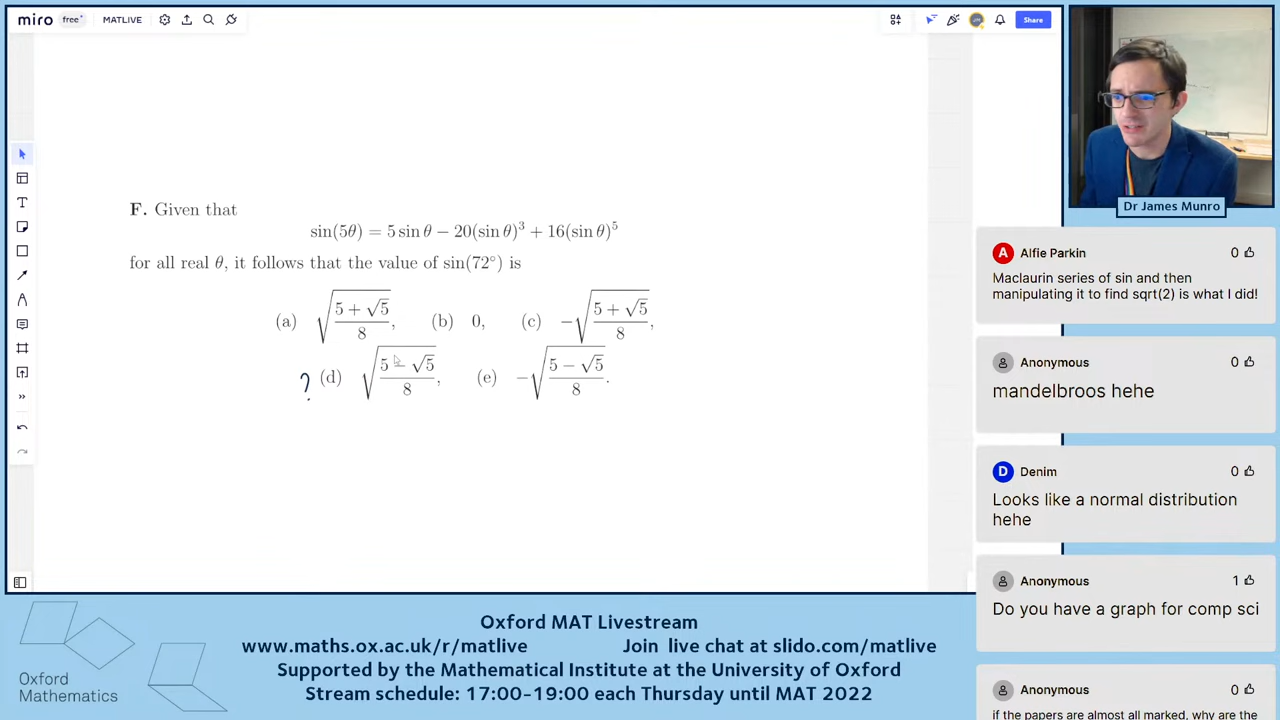 miro free MATLIVE Share
F. Given that
sin(5θ) = 5 sin θ − 20(sin θ)³ + 16(sin θ)⁵
for all real θ, it follows that the value of sin(72°) is
(a) √((5 + √5)/8), (b) 0, (c) −√((5 + √5)/8),
? (d) √((5 − √5)/8), (e) −√((5 − √5)/8).
Dr James Munro
A Alfie Parkin 0
Maclaurin series of sin and then
manipulating it to find sqrt(2) is what I did!
Anonymous 0
mandelbroos hehe
D Denim 0
Looks like a normal distribution
hehe
Anonymous 1
Do you have a graph for comp sci
Anonymous 0
if the papers are almost all marked, why are the
Oxford
Mathematics
Oxford MAT Livestream
www.maths.ox.ac.uk/r/matlive Join live chat at slido.com/matlive
Supported by the Mathematical Institute at the University of Oxford
Stream schedule: 17:00-19:00 each Thursday until MAT 2022